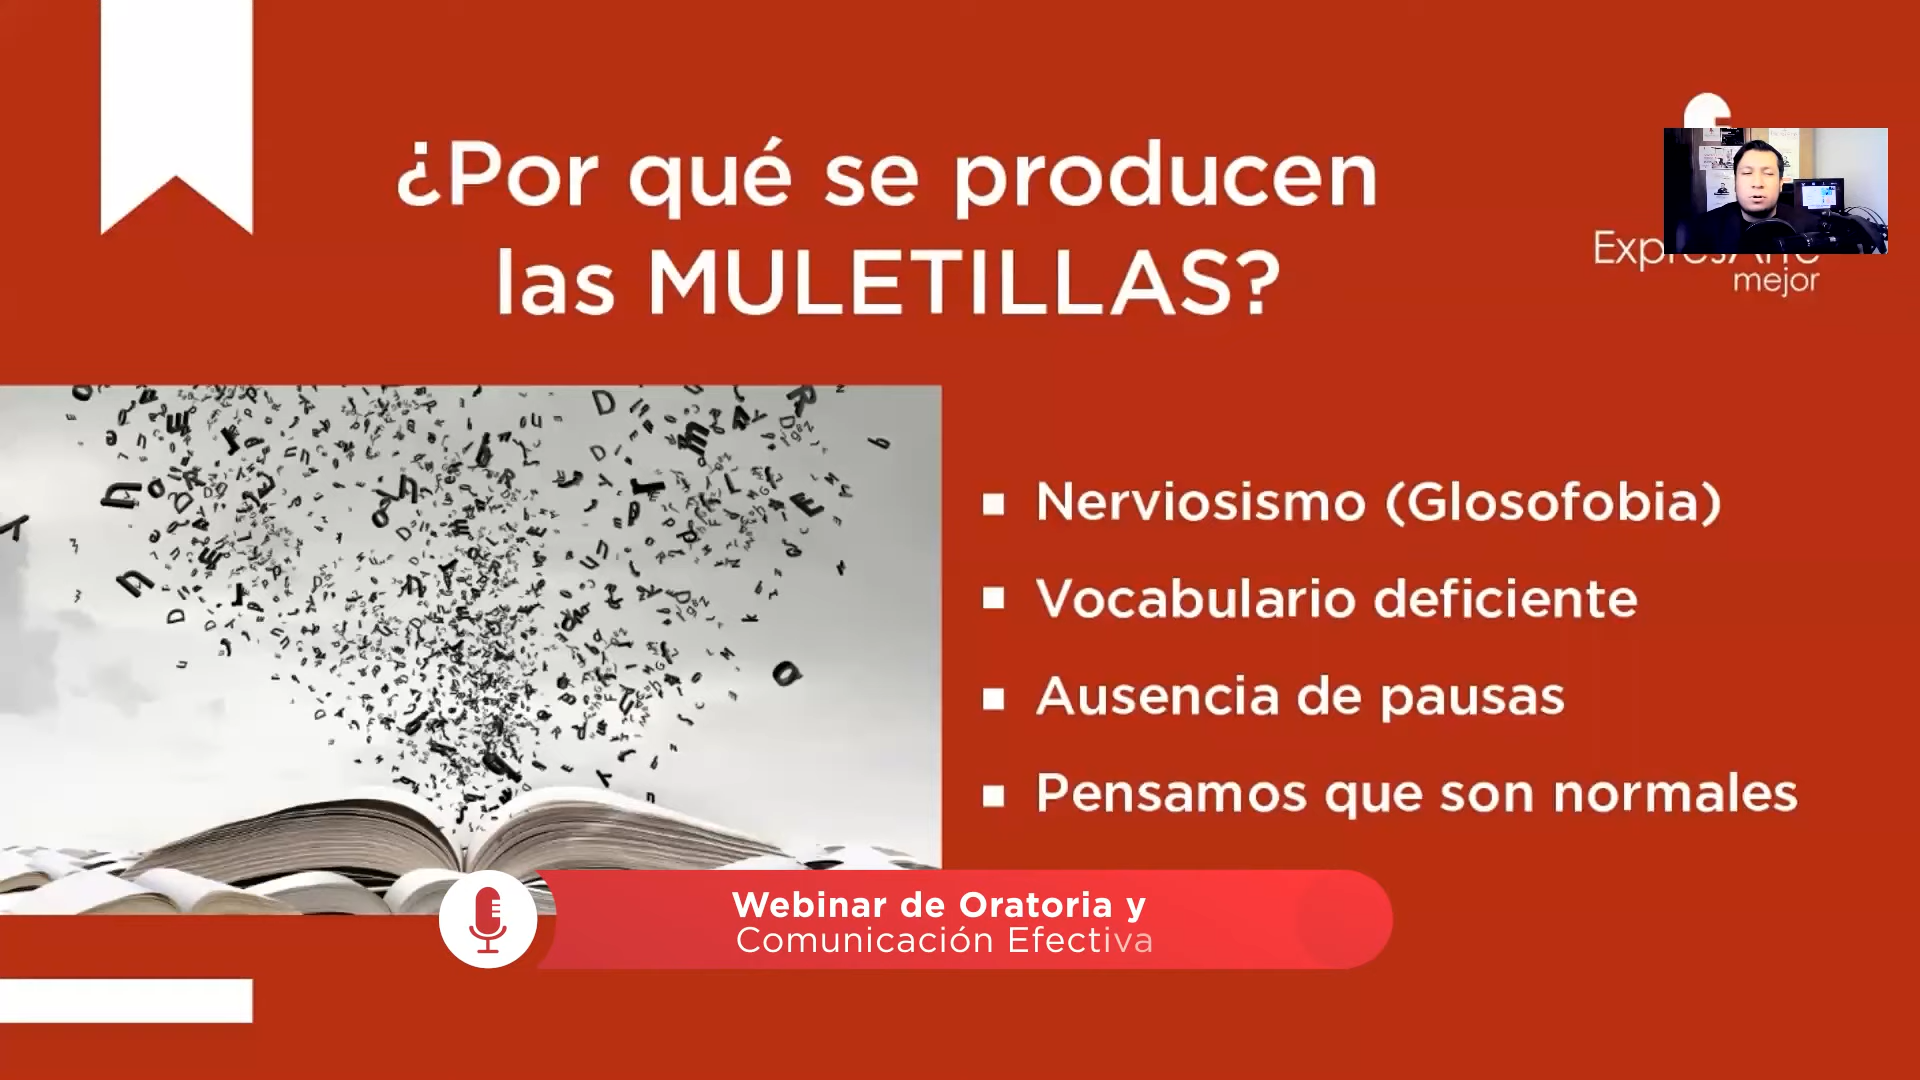 ¿Por qué se producen
las MULETILLAS?
mejor
▪ Nerviosismo (Glosofobia)
▪ Vocabulario deficiente
▪ Ausencia de pausas
▪ Pensamos que son normales
Webinar de Oratoria y
Comunicación Efectiva